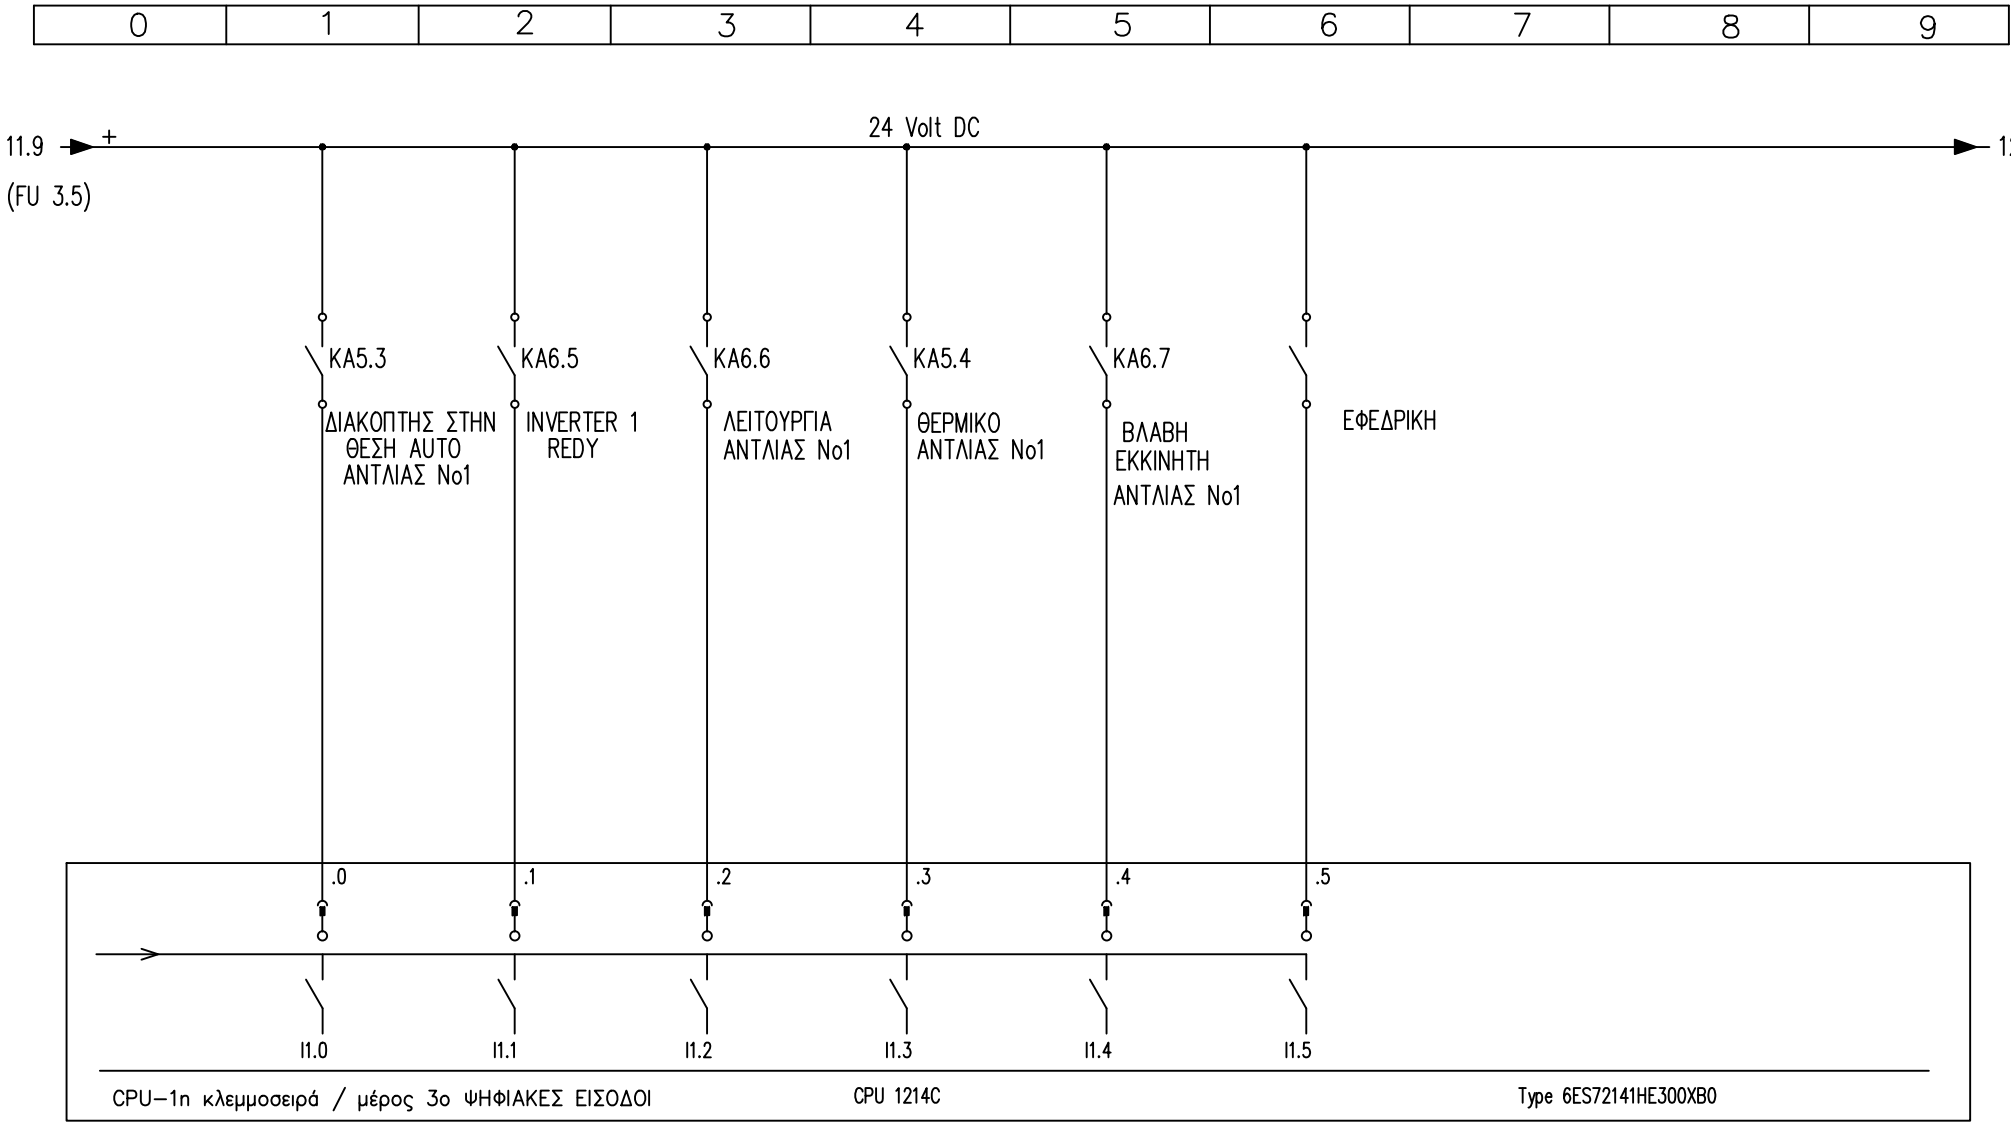 0 1 2 3 4 5 6 7 8 9
24 Volt DC
11.9 +
(FU 3.5)
KA5.3
ΔΙΑΚΟΠΤΗΣ ΣΤΗΝ
ΘΕΣΗ AUTO
ΑΝΤΛΙΑΣ No1
KA6.5
INVERTER 1
REDY
KA6.6
ΛΕΙΤΟΥΡΓΙΑ
ΑΝΤΛΙΑΣ No1
KA5.4
ΘΕΡΜΙΚΟ
ΑΝΤΛΙΑΣ No1
KA6.7
ΒΛΑΒΗ
ΕΚΚΙΝΗΤΗ
ΑΝΤΛΙΑΣ No1
ΕΦΕΔΡΙΚΗ
.0 .1 .2 .3 .4 .5
I1.0 I1.1 I1.2 I1.3 I1.4 I1.5
CPU-1η κλεμμοσειρά / μέρος 3ο ΨΗΦΙΑΚΕΣ ΕΙΣΟΔΟΙ
CPU 1214C
Type 6ES72141HE300XB0